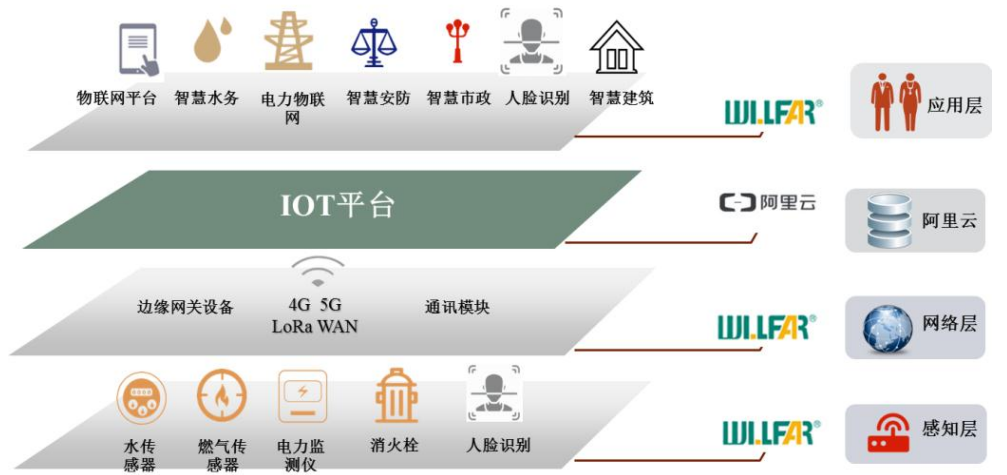 物联网平台
智慧水务
电力物联
网
智慧安防
智慧市政
人脸识别
智慧建筑
WILLFAR®
应用层
IOT平台
阿里云
阿里云
边缘网关设备
4G 5G
LoRa WAN
通讯模块
WILLFAR®
网络层
水传
感器
燃气传
感器
电力监
测仪
消火栓
人脸识别
WILLFAR®
感知层